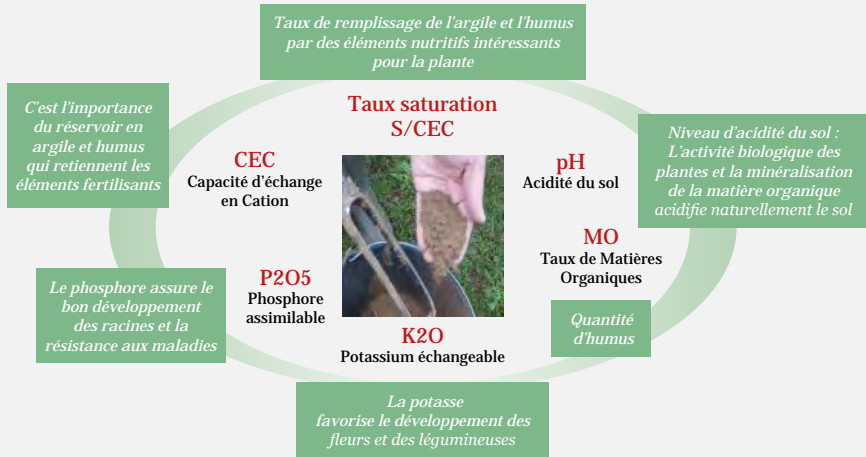 Taux de remplissage de l'argile et l'humus
par des éléments nutritifs intéressants
pour la plante
C'est l'importance
du réservoir en
argile et humus
qui retiennent les
éléments fertilisants
Taux saturation
S/CEC
Niveau d'acidité du sol :
L'activité biologique des
plantes et la minéralisation
de la matière organique
acidifie naturellement le sol
CEC
Capacité d'échange
en Cation
pH
Acidité du sol
MO
Taux de Matières
Organiques
Le phosphore assure le
bon développement
des racines et la
résistance aux maladies
P2O5
Phosphore
assimilable
Quantité
d'humus
K2O
Potassium échangeable
La potasse
favorise le développement des
fleurs et des légumineuses